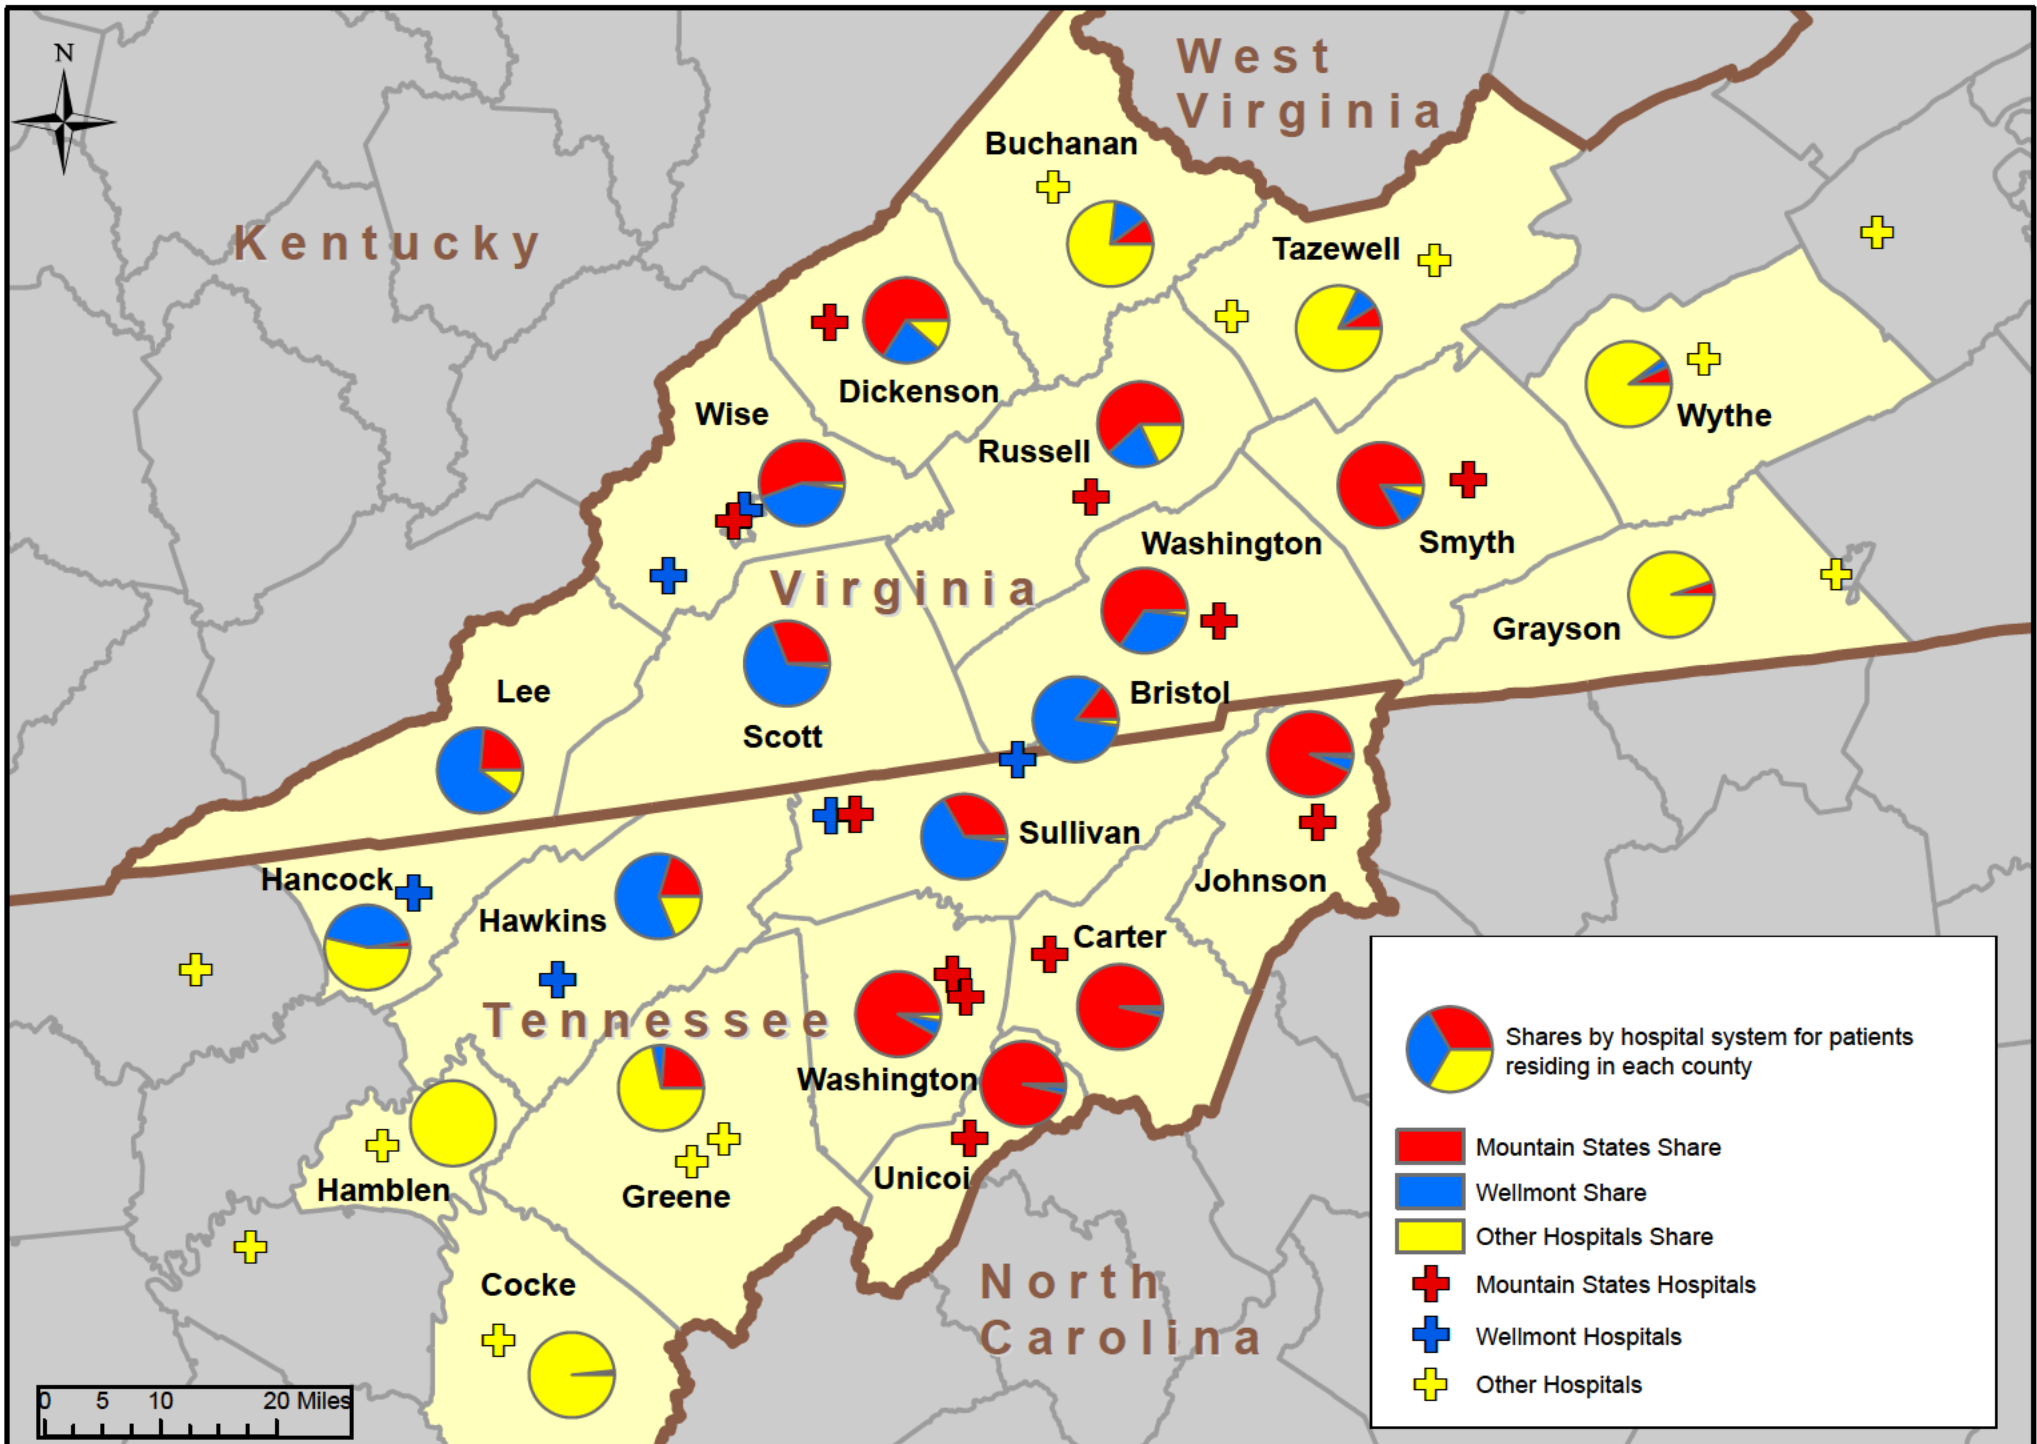 N
West
Virginia
Buchanan
Kentucky
Tazewell
Dickenson
Wise
Wythe
Russell
Washington
Smyth
Virginia
Grayson
Lee
Bristol
Scott
Sullivan
Hancock
Johnson
Hawkins
Carter
Tennessee
Washington
Unicoi
Hamblen
Greene
Cocke
North
Carolina
0 5 10 20 Miles
Shares by hospital system for patients
residing in each county
Mountain States Share
Wellmont Share
Other Hospitals Share
Mountain States Hospitals
Wellmont Hospitals
Other Hospitals